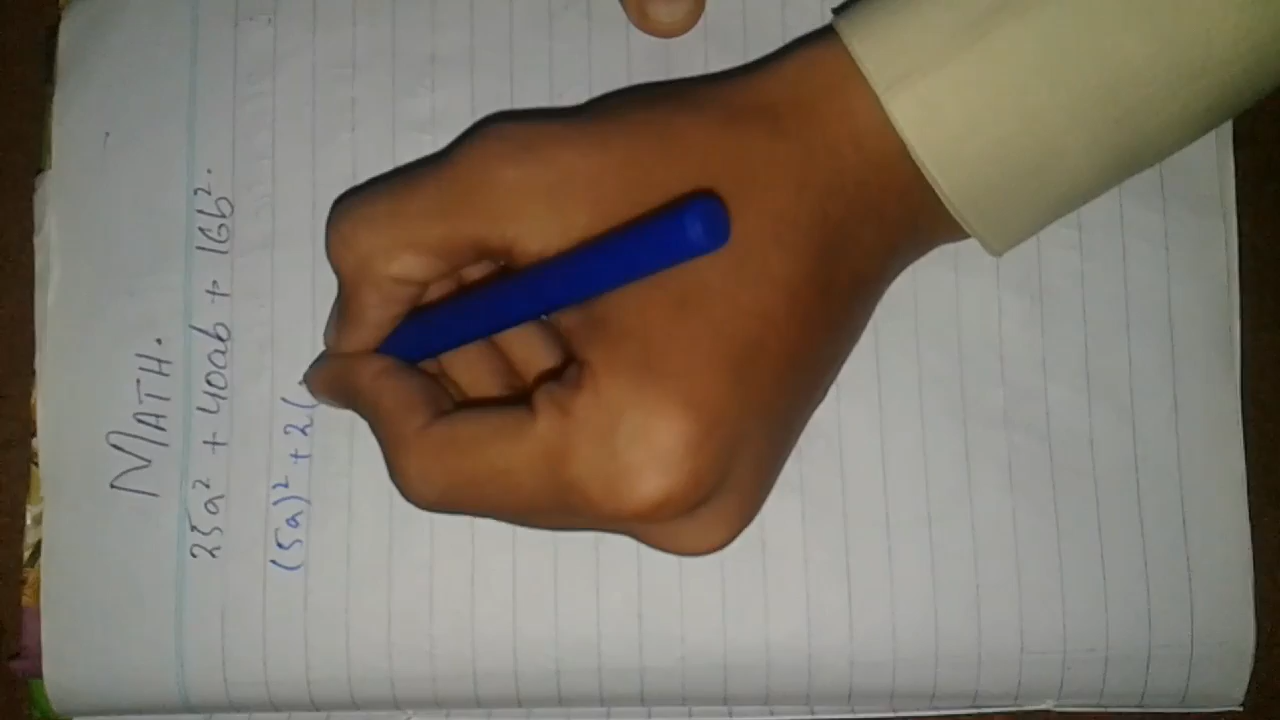 MATH.
25a² + 40ab + 16b².
(5a)² + 2(